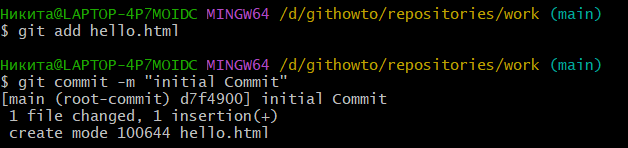 Никита@LAPTOP-4P7MOIDC MINGW64 /d/githowto/repositories/work (main)
$ git add hello.html
Никита@LAPTOP-4P7MOIDC MINGW64 /d/githowto/repositories/work (main)
$ git commit -m "initial Commit"
[main (root-commit) d7f4900] initial Commit
 1 file changed, 1 insertion(+)
 create mode 100644 hello.html